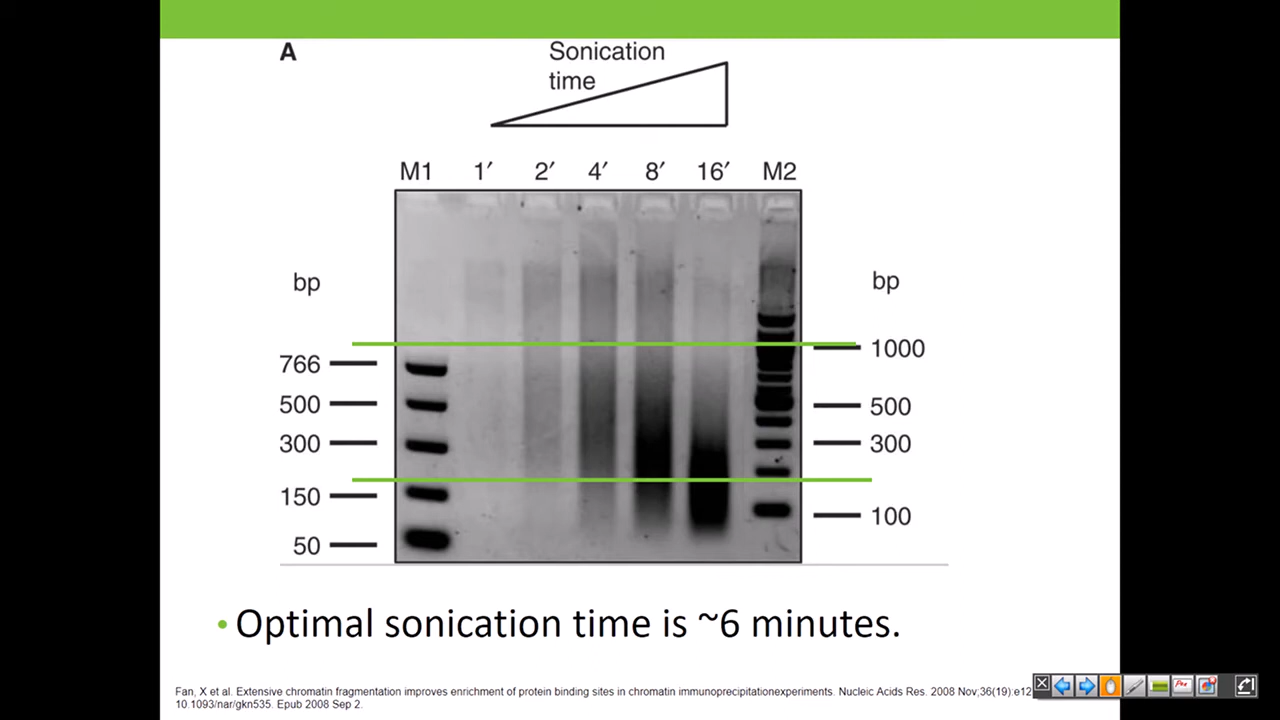 A
Sonication
time
M1 1′ 2′ 4′ 8′ 16′ M2
bp
bp
766
500
300
150
50
1000
500
300
100
• Optimal sonication time is ~6 minutes.
Fan, X et al. Extensive chromatin fragmentation improves enrichment of protein binding sites in chromatin immunoprecipitationexperiments. Nucleic Acids Res. 2008 Nov;36(19):e12
10.1093/nar/gkn535. Epub 2008 Sep 2.